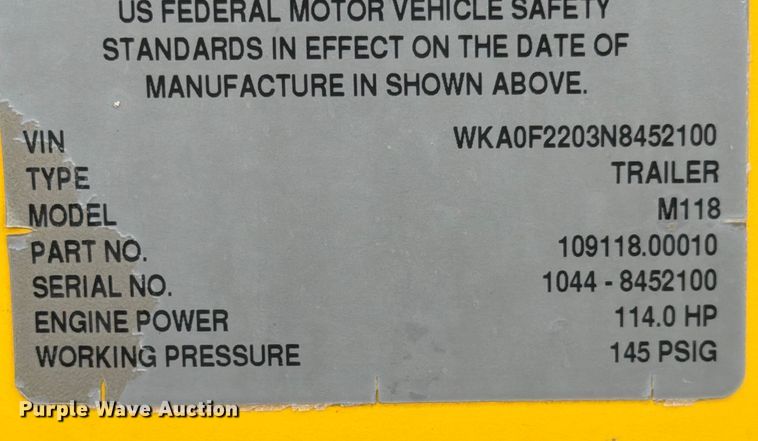 US FEDERAL MOTOR VEHICLE SAFETY
STANDARDS IN EFFECT ON THE DATE OF
MANUFACTURE IN SHOWN ABOVE.
VIN WKA0F2203N8452100
TYPE TRAILER
MODEL M118
PART NO. 109118.00010
SERIAL NO. 1044 - 8452100
ENGINE POWER 114.0 HP
WORKING PRESSURE 145 PSIG
Purple Wave Auction